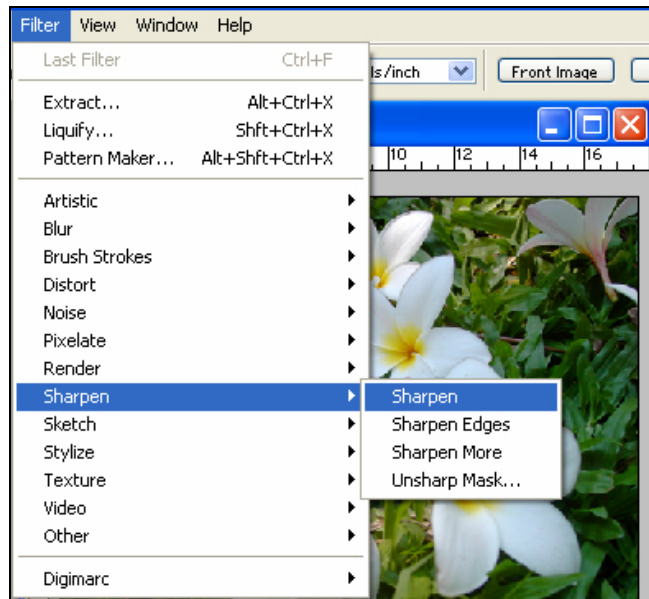 Filter View Window Help
Last Filter Ctrl+F
ls/inch Front Image
Extract... Alt+Ctrl+X
Liquify... Shft+Ctrl+X
Pattern Maker... Alt+Shft+Ctrl+X
10 12 14 16
Artistic
Blur
Brush Strokes
Distort
Noise
Pixelate
Render
Sharpen Sharpen
Sketch Sharpen Edges
Stylize Sharpen More
Texture Unsharp Mask...
Video
Other
Digimarc